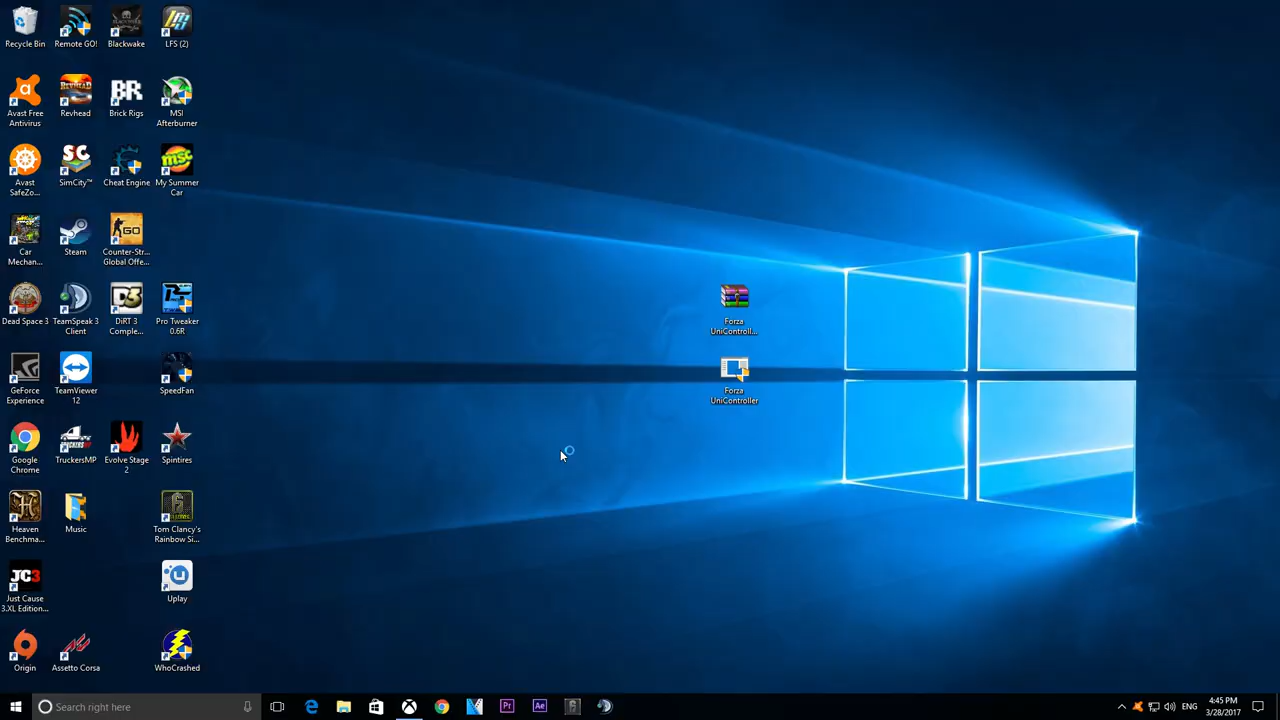 Recycle Bin
Remote GO!
Blackwake
LFS (2)
Avast Free
Antivirus
Revhead
Brick Rigs
MSI
Afterburner
Avast
SafeZo...
SimCity™
Cheat Engine
My Summer
Car
Car
Mechan...
Steam
Counter-Str...
Global Offe...
Dead Space 3
TeamSpeak 3
Client
DiRT 3
Comple...
Pro Tweaker
0.6R
GeForce
Experience
TeamViewer
12
SpeedFan
Google
Chrome
TruckersMP
Evolve Stage
2
Spintires
Heaven
Benchma...
Music
Tom Clancy's
Rainbow Si...
Just Cause
3.XL Edition...
Uplay
Origin
Assetto Corsa
WhoCrashed
Forza
UniControll...
Forza
UniController
Search right here
ENG
4:45 PM
3/28/2017